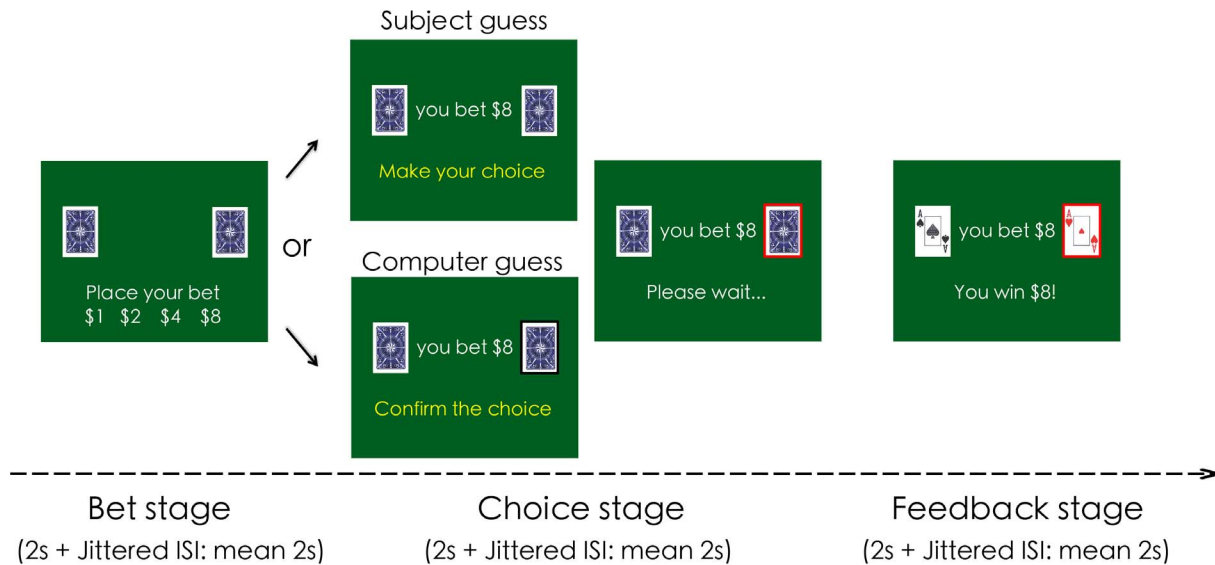 Subject guess
you bet $8
Make your choice
Place your bet
$1 $2 $4 $8
or
Computer guess
you bet $8
Confirm the choice
you bet $8
Please wait...
A
you bet $8
A
A
A
You win $8!
Bet stage
(2s + Jittered ISI: mean 2s)
Choice stage
(2s + Jittered ISI: mean 2s)
Feedback stage
(2s + Jittered ISI: mean 2s)